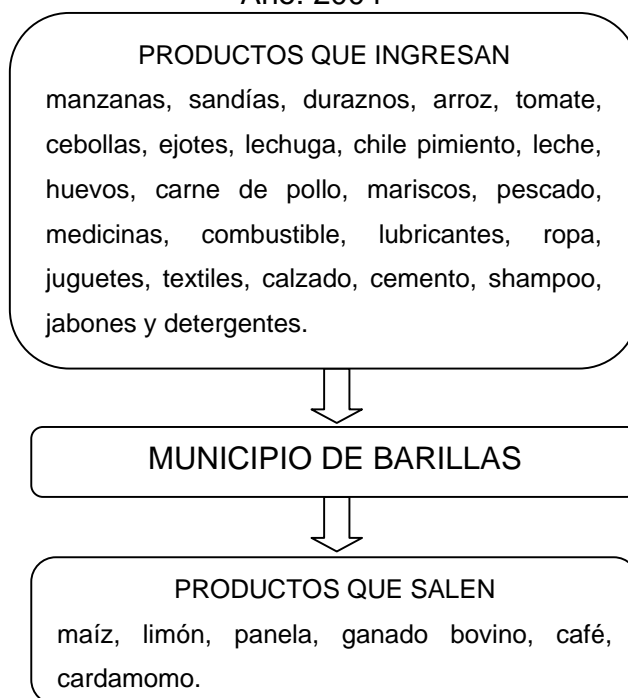 PRODUCTOS QUE INGRESAN
manzanas, sandías, duraznos, arroz, tomate,
cebollas, ejotes, lechuga, chile pimiento, leche,
huevos, carne de pollo, mariscos, pescado,
medicinas, combustible, lubricantes, ropa,
juguetes, textiles, calzado, cemento, shampoo,
jabones y detergentes.
MUNICIPIO DE BARILLAS
PRODUCTOS QUE SALEN
maíz, limón, panela, ganado bovino, café,
cardamomo.